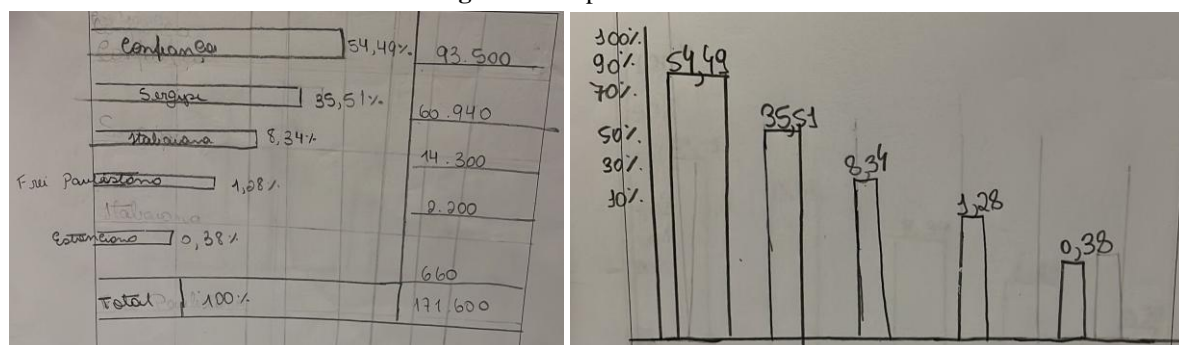 Confiança 54,49% 93.500
Sergipe 35,51% 60.940
Itabaiana 8,34% 14.300
Frei Paulistano 1,28% 2.200
Itabaiana
Estanciano 0,38% 660
Total 100% 171.600
100%
90%
70%
50%
30%
10%
54,49
35,51
8,34
1,28
0,38